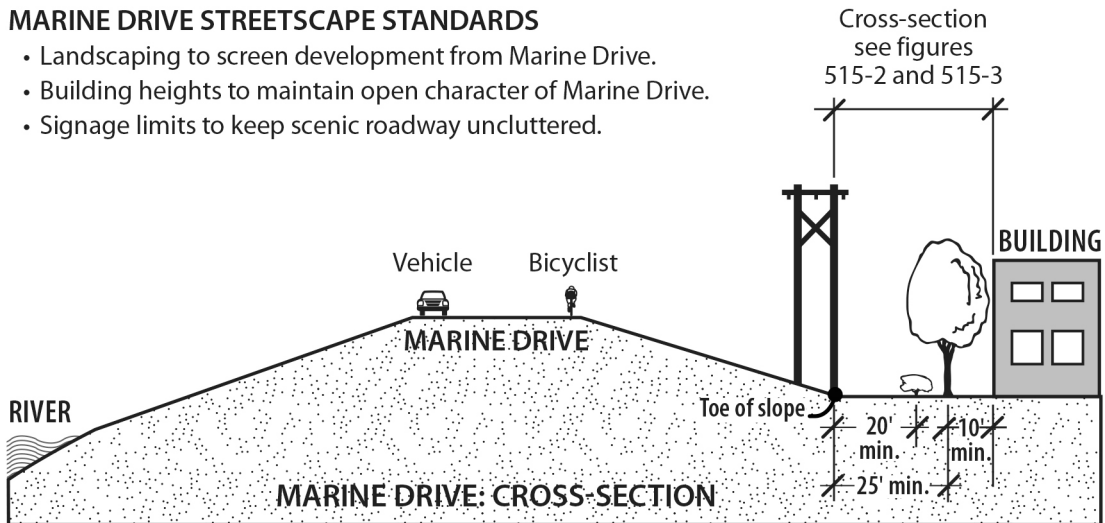 MARINE DRIVE STREETSCAPE STANDARDS
• Landscaping to screen development from Marine Drive.
• Building heights to maintain open character of Marine Drive.
• Signage limits to keep scenic roadway uncluttered.
Cross-section
see figures
515-2 and 515-3
BUILDING
Vehicle
Bicyclist
MARINE DRIVE
RIVER
Toe of slope
20'
min.
10'
min.
25' min.
MARINE DRIVE: CROSS-SECTION